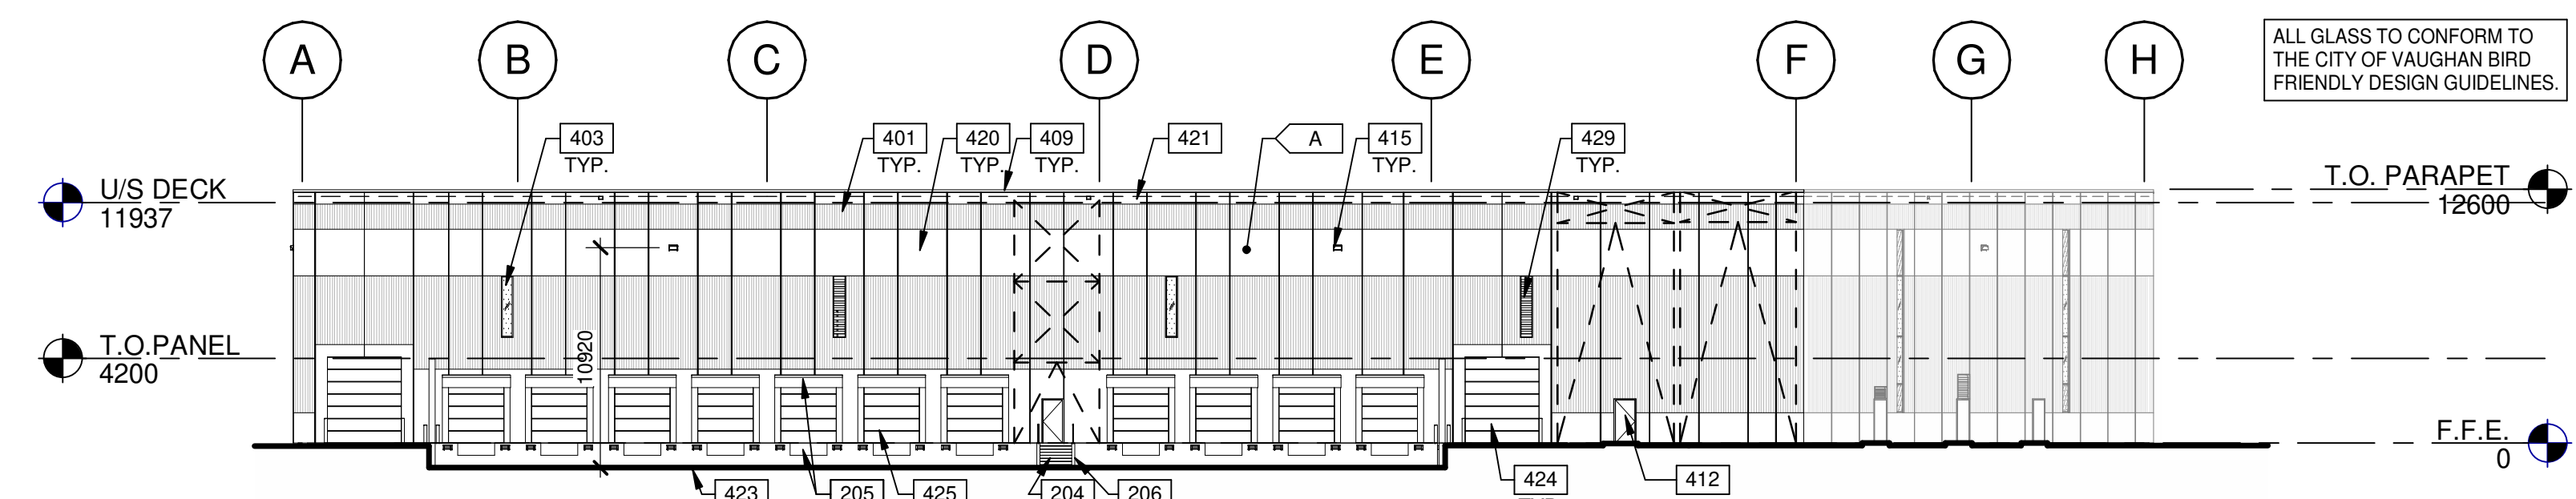 A
B
C
D
E
F
G
H
ALL GLASS TO CONFORM TO
THE CITY OF VAUGHAN BIRD
FRIENDLY DESIGN GUIDELINES.
403
TYP.
401
TYP.
420
TYP.
409
TYP.
421
A
415
TYP.
429
TYP.
U/S DECK
11937
T.O. PARAPET
12600
T.O.PANEL
4200
10920
F.F.E.
0
423
205
425
204
206
424
412